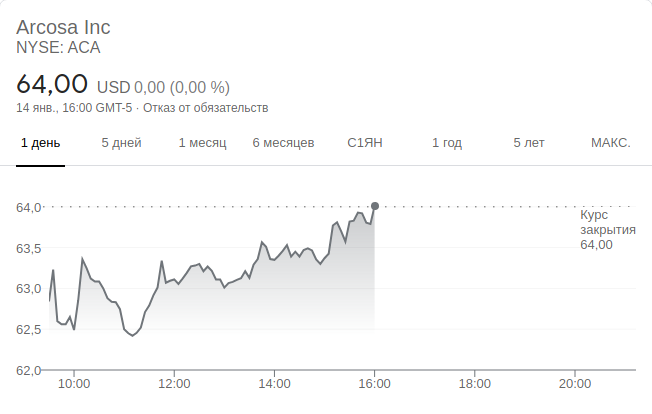 Arcosa Inc
NYSE: ACA
64,00 USD 0,00 (0,00 %)
14 янв., 16:00 GMT-5 · Отказ от обязательств
1 день 5 дней 1 месяц 6 месяцев С1ЯН 1 год 5 лет МАКС.
64,0
Курс
закрытия
64,00
63,5
63,0
62,5
62,0
10:00 12:00 14:00 16:00 18:00 20:00